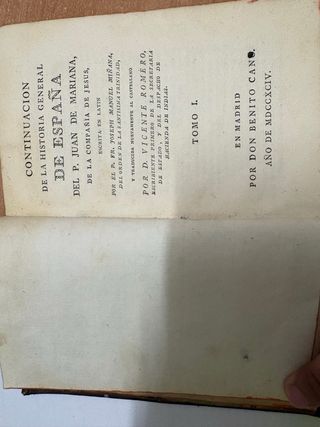 CONTINUACION
DE LA HISTORIA GENERAL
DE ESPAÑA
DEL P. JUAN DE MARIANA,
DE LA COMPAÑIA DE JESUS,
ESCRITA EN LATIN
POR EL P. FR. JOSEPH MANUEL MIÑANA,
DEL ORDEN DE LA SANTISIMA TRINIDAD,
Y TRADUCIDA NUEVAMENTE AL CASTELLANO
POR D. VICENTE ROMERO,
ESCRIBIENTE PRIMERO DE LA SECRETARIA
DE ESTADO Y DEL DESPACHO DE
HACIENDA DE INDIAS.
TOMO I.
EN MADRID
POR DON BENITO CANO.
AÑO DE MDCCXCIV.